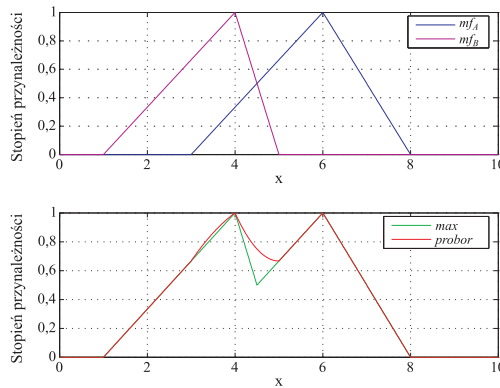 Stopień przynależności
1
0,8
0,6
0,4
0,2
0
0 2 4 6 8 10
x
mf_A
mf_B
Stopień przynależności
1
0,8
0,6
0,4
0,2
0
0 2 4 6 8 10
x
max
probor